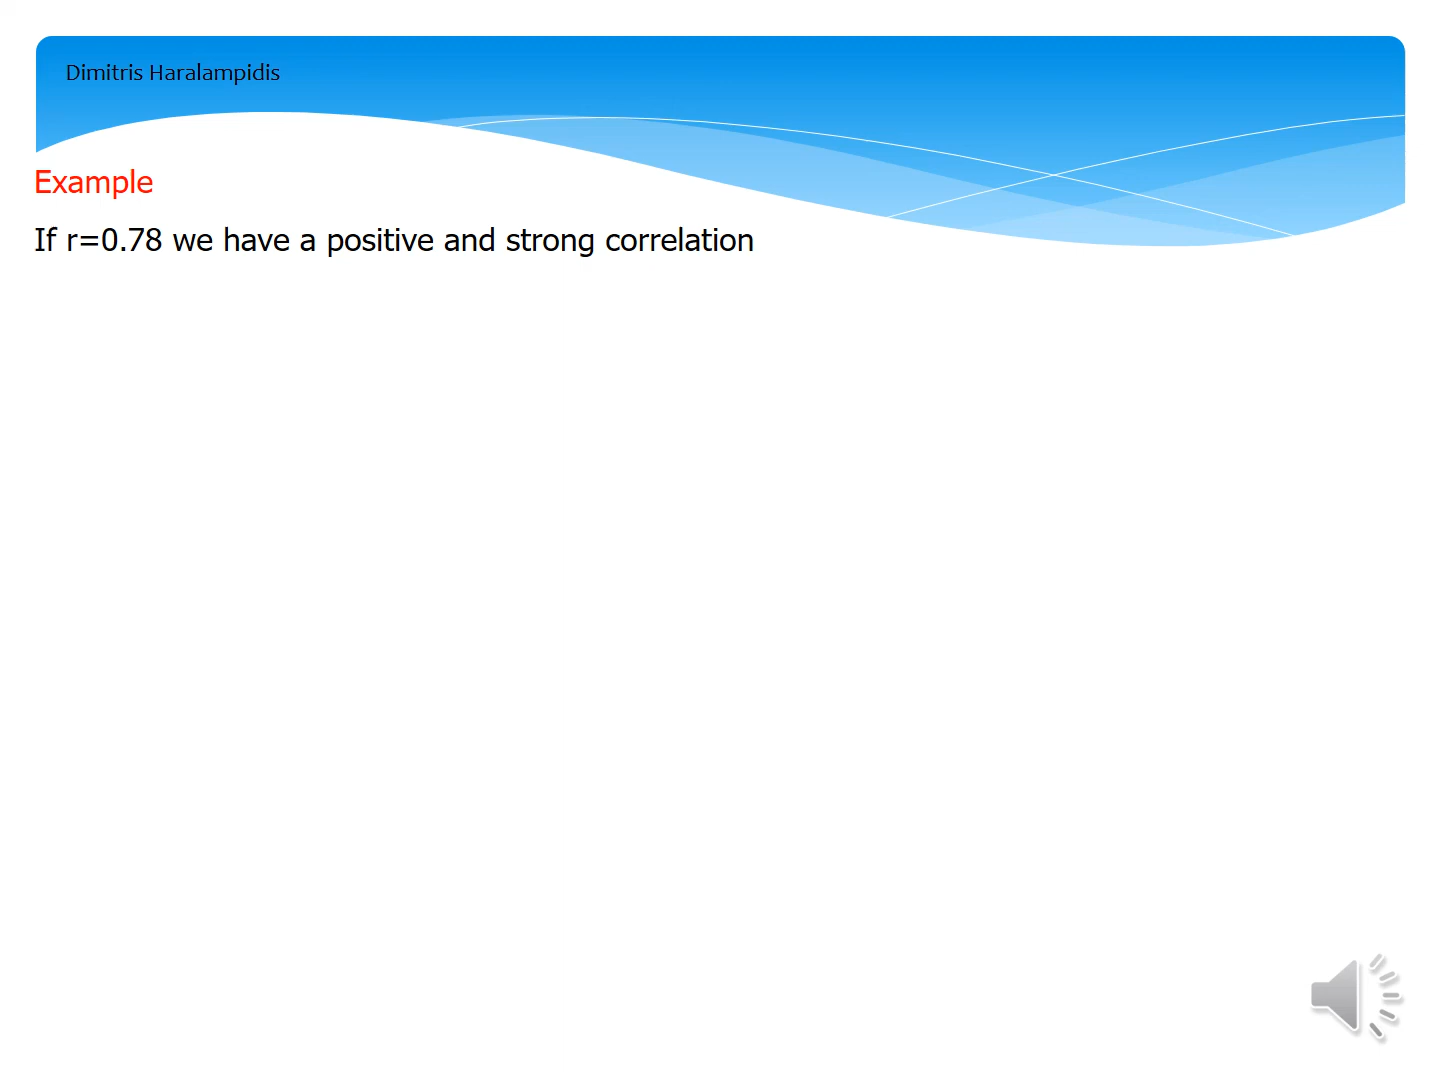 Dimitris Haralampidis
Example
If r=0.78 we have a positive and strong correlation